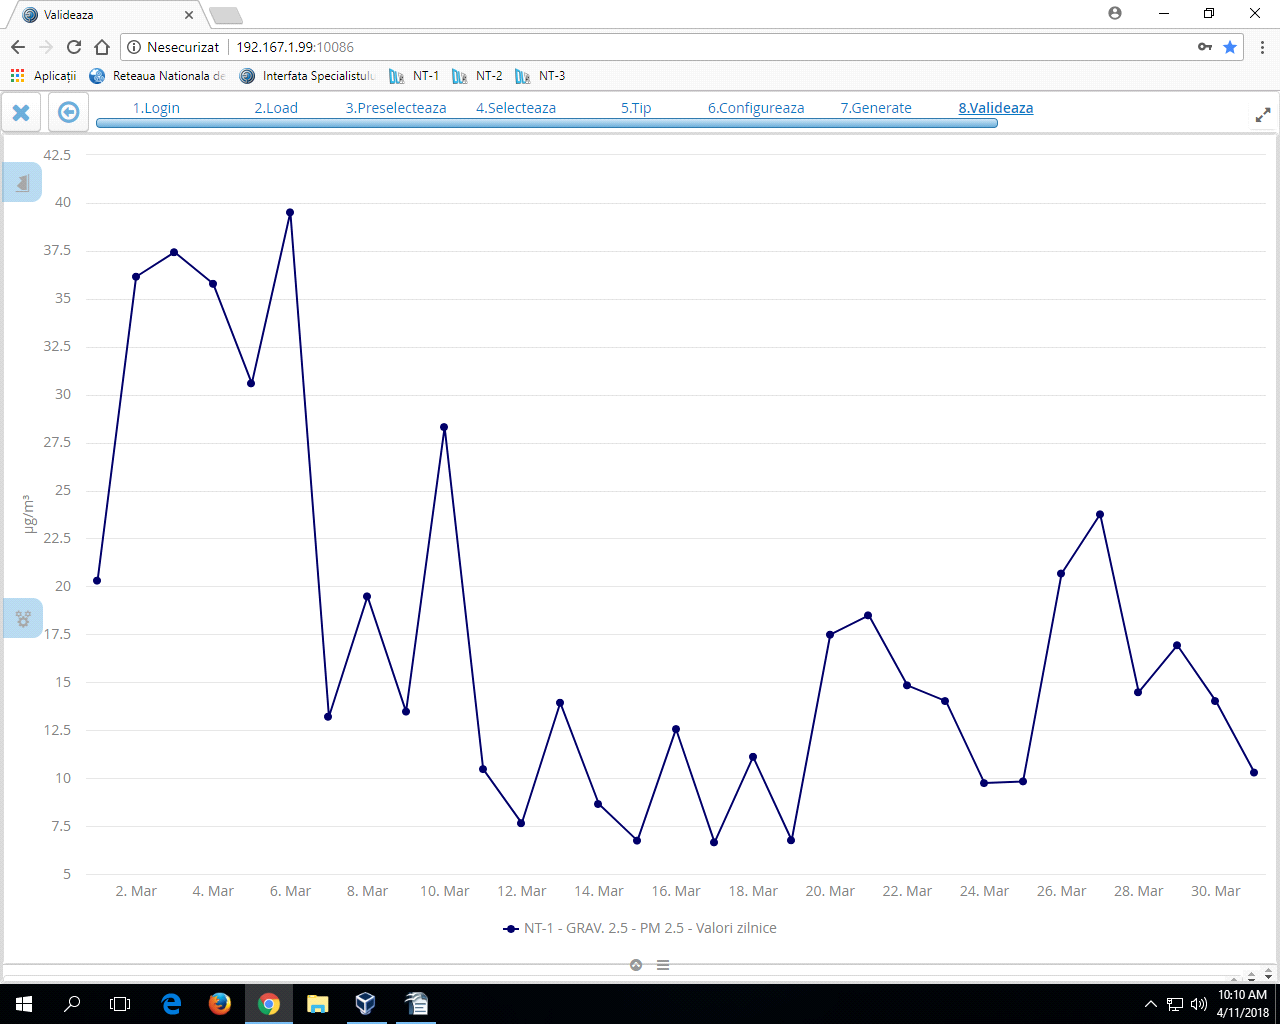 Valideaza
Nesecurizat 192.167.1.99:10086
Aplicații Reteaua Nationala de Interfata Specialistulu NT-1 NT-2 NT-3
1.Login 2.Load 3.Preselecteaza 4.Selecteaza 5.Tip 6.Configureaza 7.Generate 8.Valideaza
42.5
40
37.5
35
32.5
30
27.5
25
µg/m³
22.5
20
17.5
15
12.5
10
7.5
5
2. Mar 4. Mar 6. Mar 8. Mar 10. Mar 12. Mar 14. Mar 16. Mar 18. Mar 20. Mar 22. Mar 24. Mar 26. Mar 28. Mar 30. Mar
NT-1 - GRAV. 2.5 - PM 2.5 - Valori zilnice
10:10 AM
4/11/2018